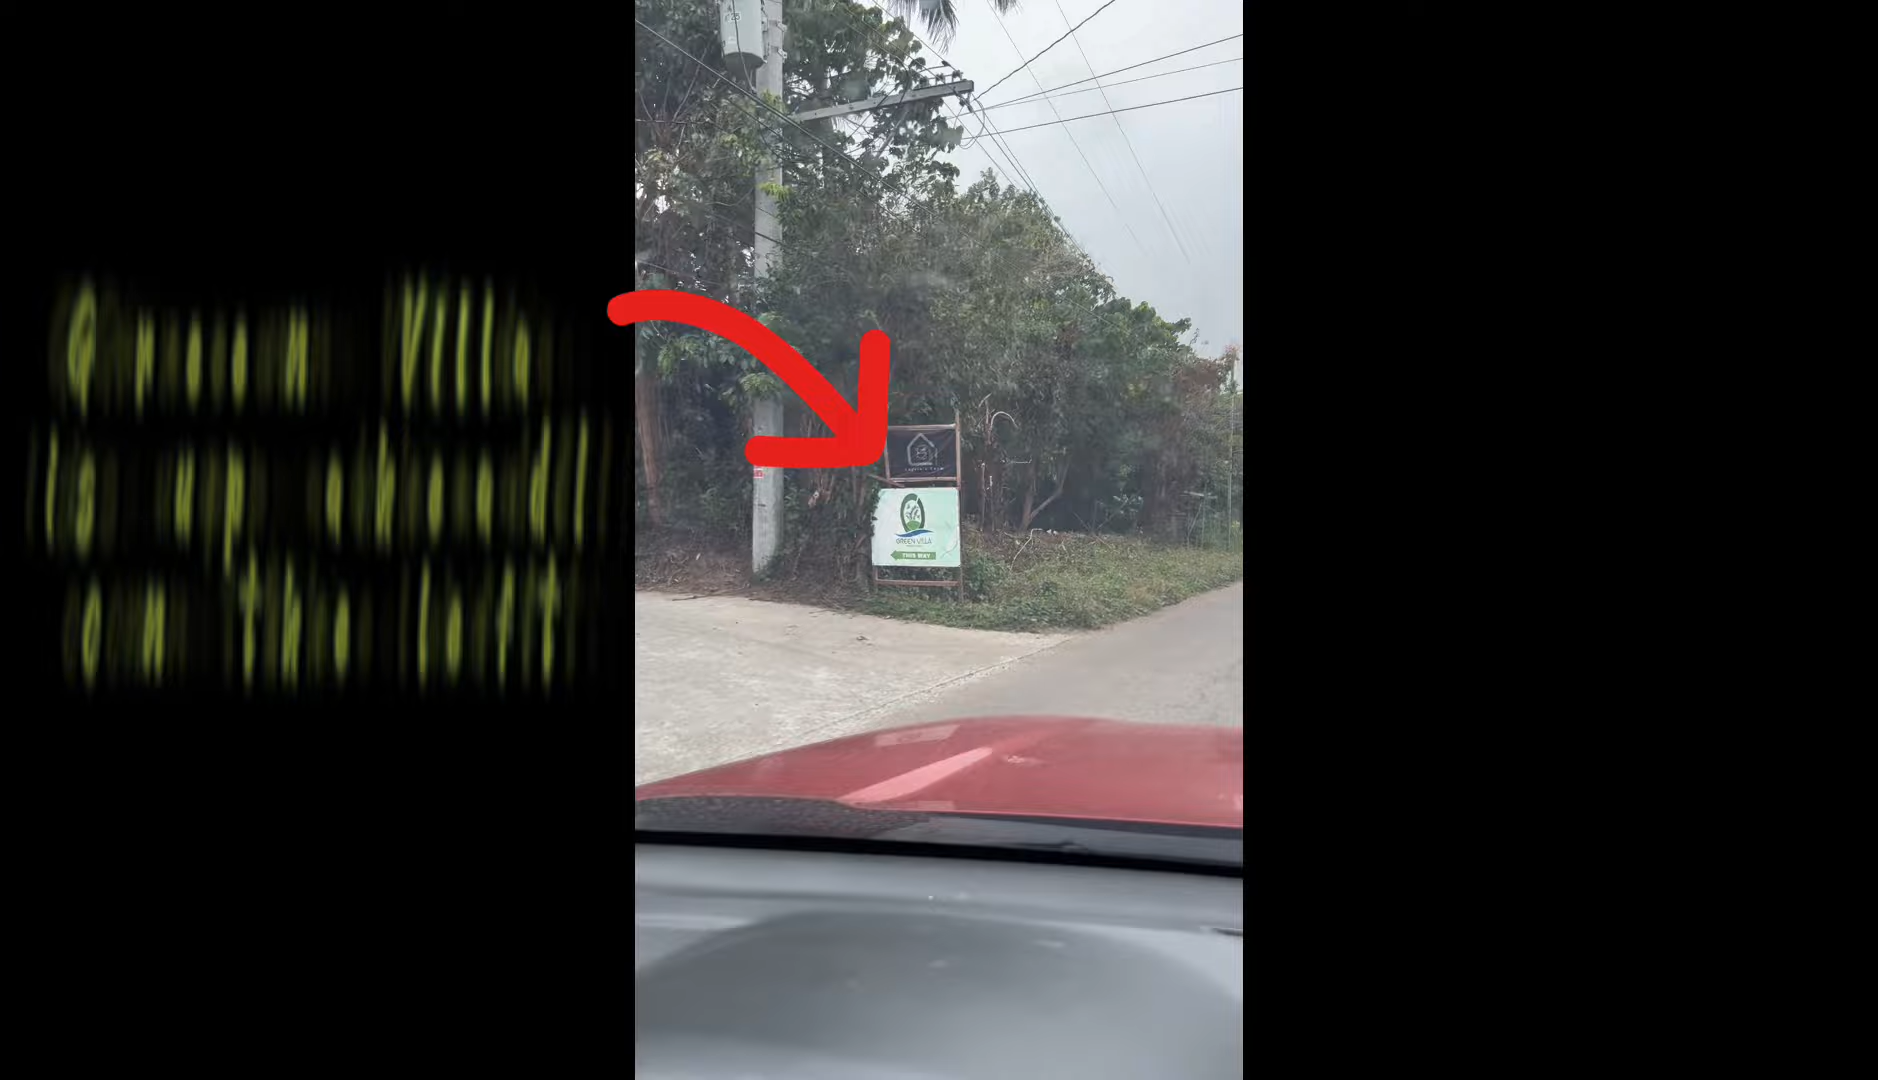 Green Villa
is up ahead
on the left
GREEN VILLA
THIS WAY